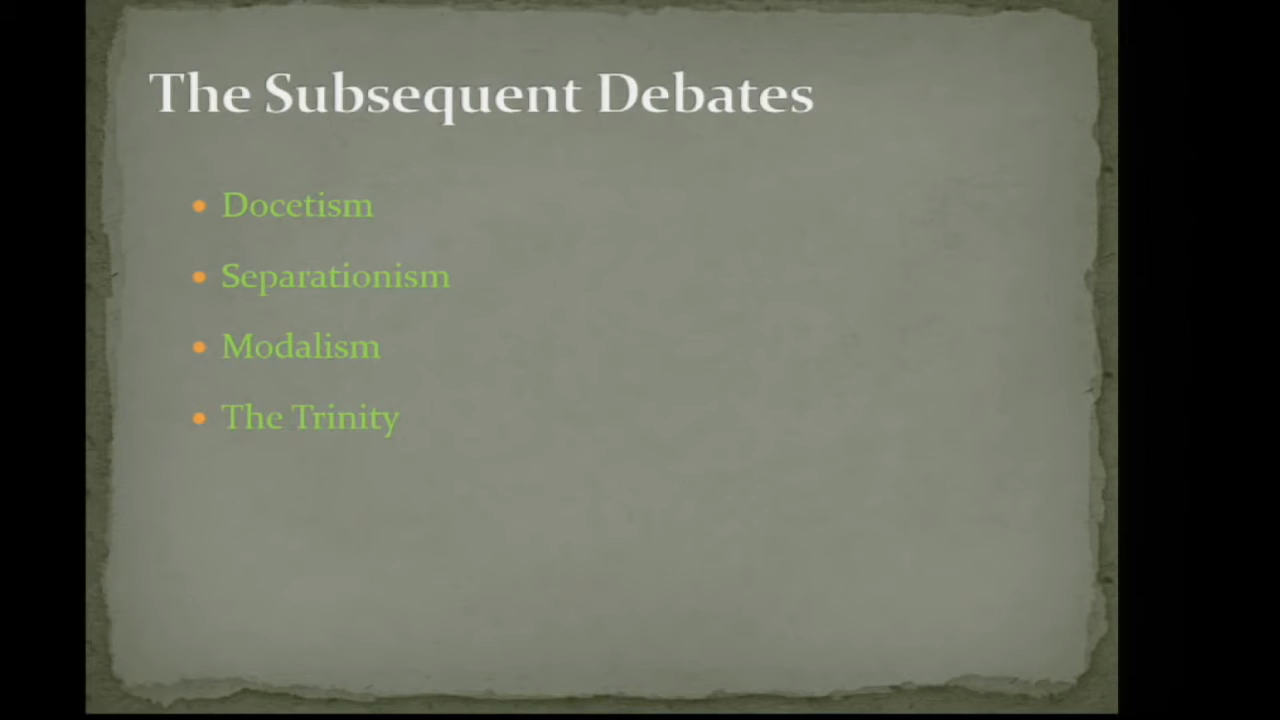 The Subsequent Debates
• Docetism
• Separationism
• Modalism
• The Trinity